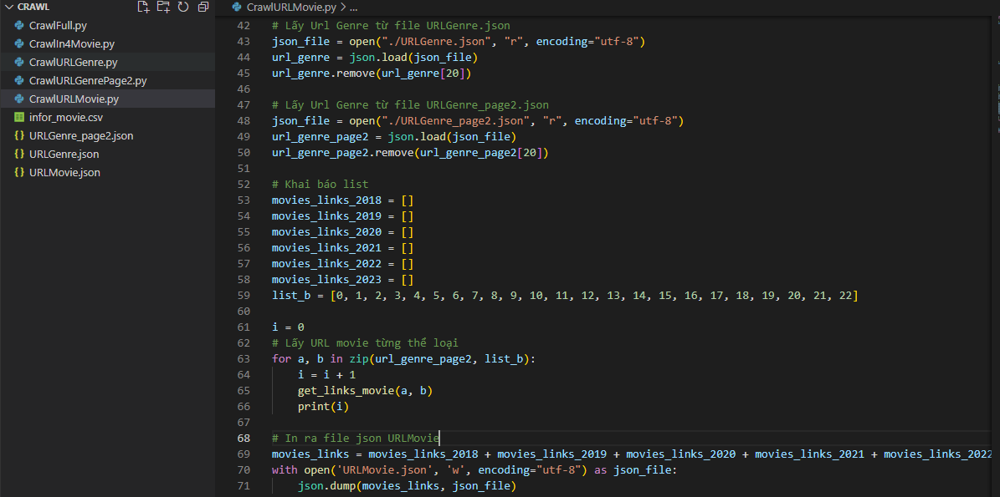 CRAWL
CrawlFull.py
CrawlIn4Movie.py
CrawlURLGenre.py
CrawlURLGenrePage2.py
CrawlURLMovie.py
infor_movie.csv
URLGenre_page2.json
URLGenre.json
URLMovie.json
CrawlURLMovie.py > ...
42 # Lấy Url Genre từ file URLGenre.json
43 json_file = open("./URLGenre.json", "r", encoding="utf-8")
44 url_genre = json.load(json_file)
45 url_genre.remove(url_genre[20])
46
47 # Lấy Url Genre từ file URLGenre_page2.json
48 json_file = open("./URLGenre_page2.json", "r", encoding="utf-8")
49 url_genre_page2 = json.load(json_file)
50 url_genre_page2.remove(url_genre_page2[20])
51
52 # Khai báo list
53 movies_links_2018 = []
54 movies_links_2019 = []
55 movies_links_2020 = []
56 movies_links_2021 = []
57 movies_links_2022 = []
58 movies_links_2023 = []
59 list_b = [0, 1, 2, 3, 4, 5, 6, 7, 8, 9, 10, 11, 12, 13, 14, 15, 16, 17, 18, 19, 20, 21, 22]
60
61 i = 0
62 # Lấy URL movie từng thể loại
63 for a, b in zip(url_genre_page2, list_b):
64     i = i + 1
65     get_links_movie(a, b)
66     print(i)
67
68 # In ra file json URLMovie
69 movies_links = movies_links_2018 + movies_links_2019 + movies_links_2020 + movies_links_2021 + movies_links_2022
70 with open('URLMovie.json', 'w', encoding="utf-8") as json_file:
71     json.dump(movies_links, json_file)